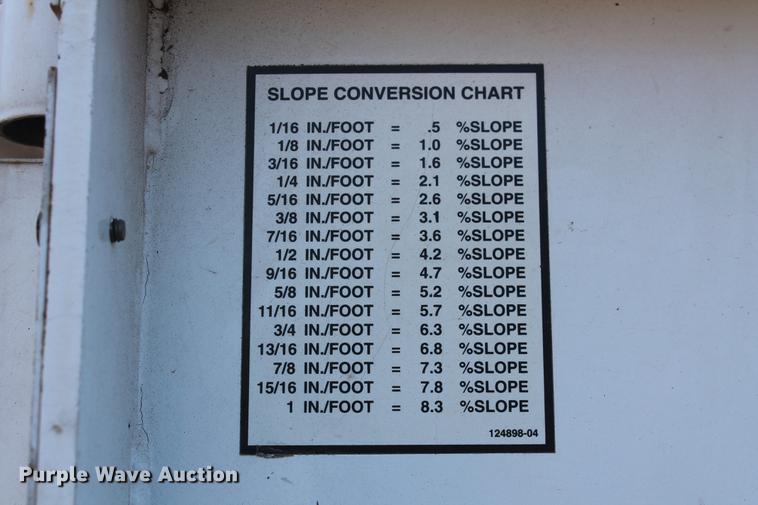 SLOPE CONVERSION CHART
1/16 IN./FOOT = .5 %SLOPE
1/8 IN./FOOT = 1.0 %SLOPE
3/16 IN./FOOT = 1.6 %SLOPE
1/4 IN./FOOT = 2.1 %SLOPE
5/16 IN./FOOT = 2.6 %SLOPE
3/8 IN./FOOT = 3.1 %SLOPE
7/16 IN./FOOT = 3.6 %SLOPE
1/2 IN./FOOT = 4.2 %SLOPE
9/16 IN./FOOT = 4.7 %SLOPE
5/8 IN./FOOT = 5.2 %SLOPE
11/16 IN./FOOT = 5.7 %SLOPE
3/4 IN./FOOT = 6.3 %SLOPE
13/16 IN./FOOT = 6.8 %SLOPE
7/8 IN./FOOT = 7.3 %SLOPE
15/16 IN./FOOT = 7.8 %SLOPE
1 IN./FOOT = 8.3 %SLOPE
124898-04
Purple Wave Auction